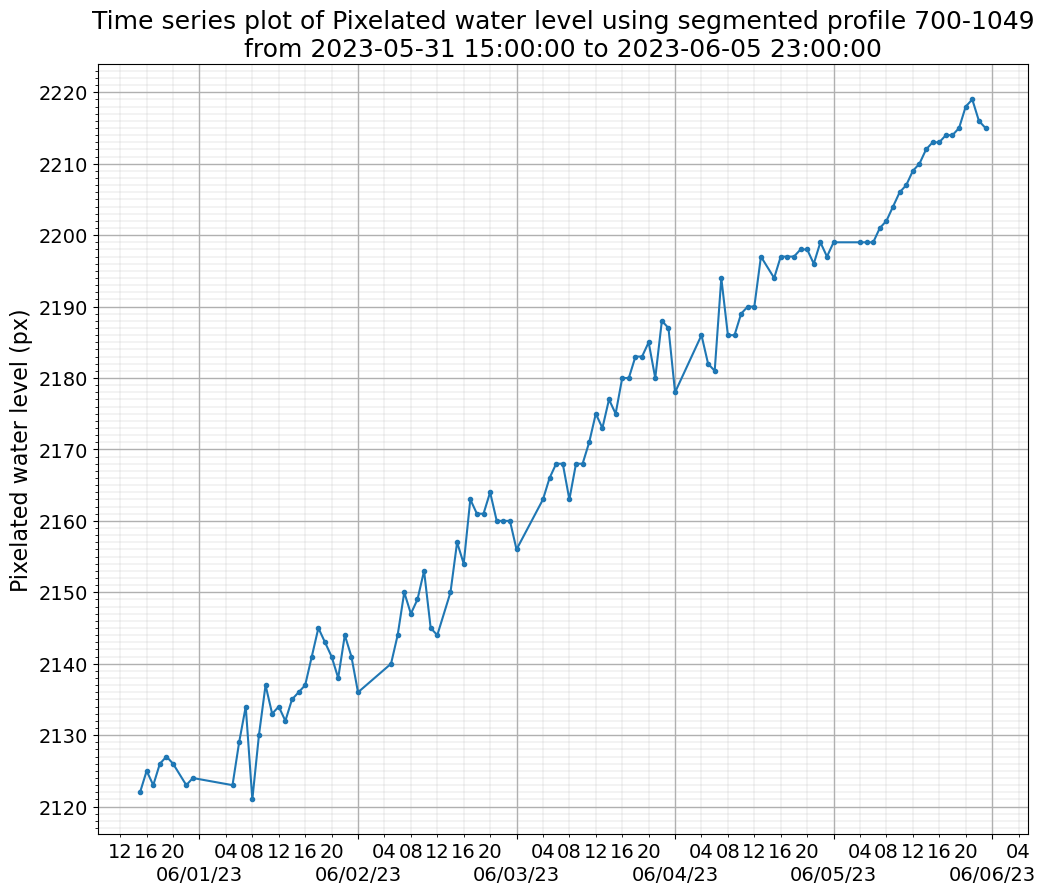 Time series plot of Pixelated water level using segmented profile 700-1049
from 2023-05-31 15:00:00 to 2023-06-05 23:00:00
Pixelated water level (px)
2220
2210
2200
2190
2180
2170
2160
2150
2140
2130
2120
12 16 20 04 08 12 16 20 04 08 12 16 20 04 08 12 16 20 04 08 12 16 20 04 08 12 16 20 04
06/01/23 06/02/23 06/03/23 06/04/23 06/05/23 06/06/23